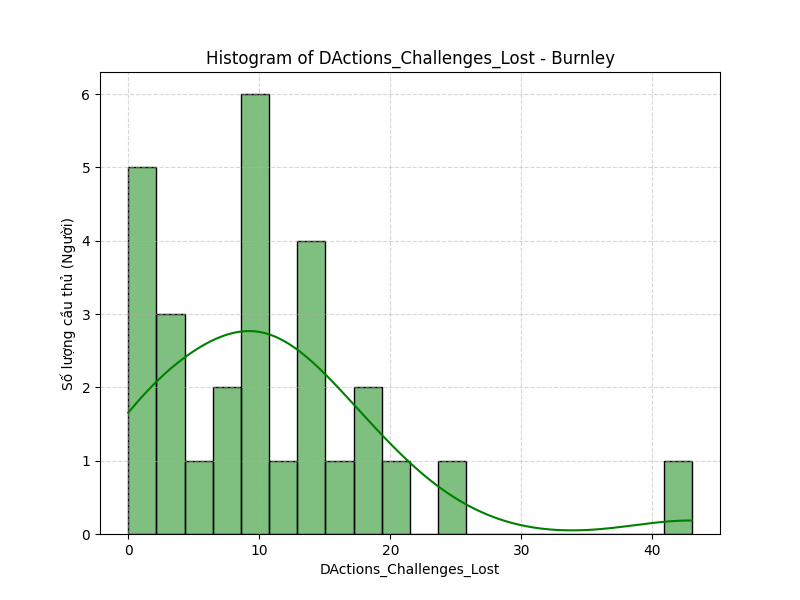 Histogram of DActions_Challenges_Lost - Burnley
Số lượng cầu thủ (Người)
6
5
4
3
2
1
0
0 10 20 30 40
DActions_Challenges_Lost